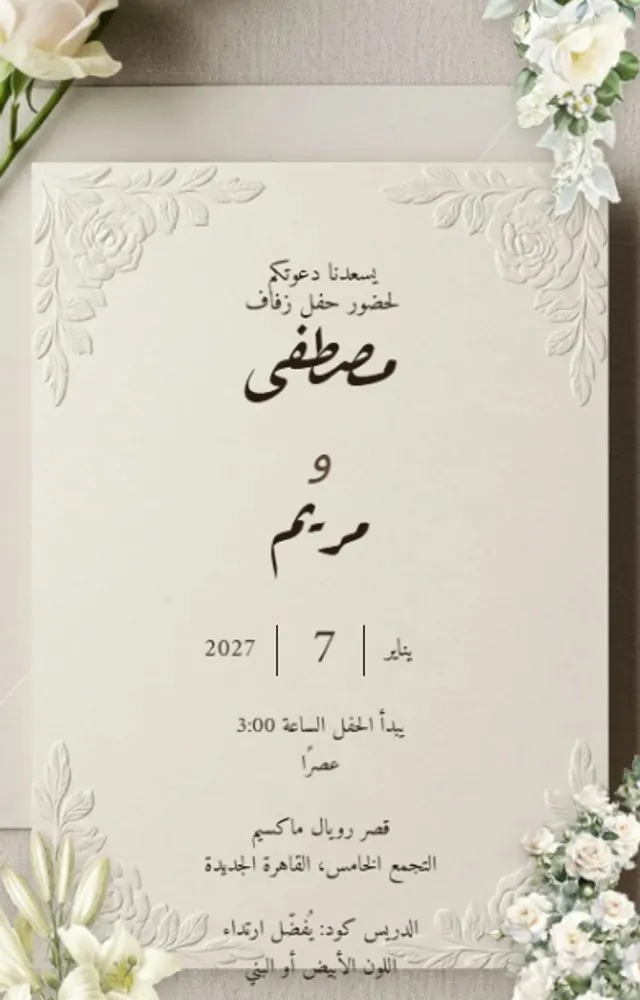 يسعدنا دعوتكم
لحضور حفل زفاف
مصطفى
و
مريم
يناير | 7 | 2027
يبدأ الحفل الساعة 3:00
عصرًا
قصر رويال ماكسيم
التجمع الخامس، القاهرة الجديدة
الدريس كود: يُفضّل ارتداء
اللون الأبيض أو البني